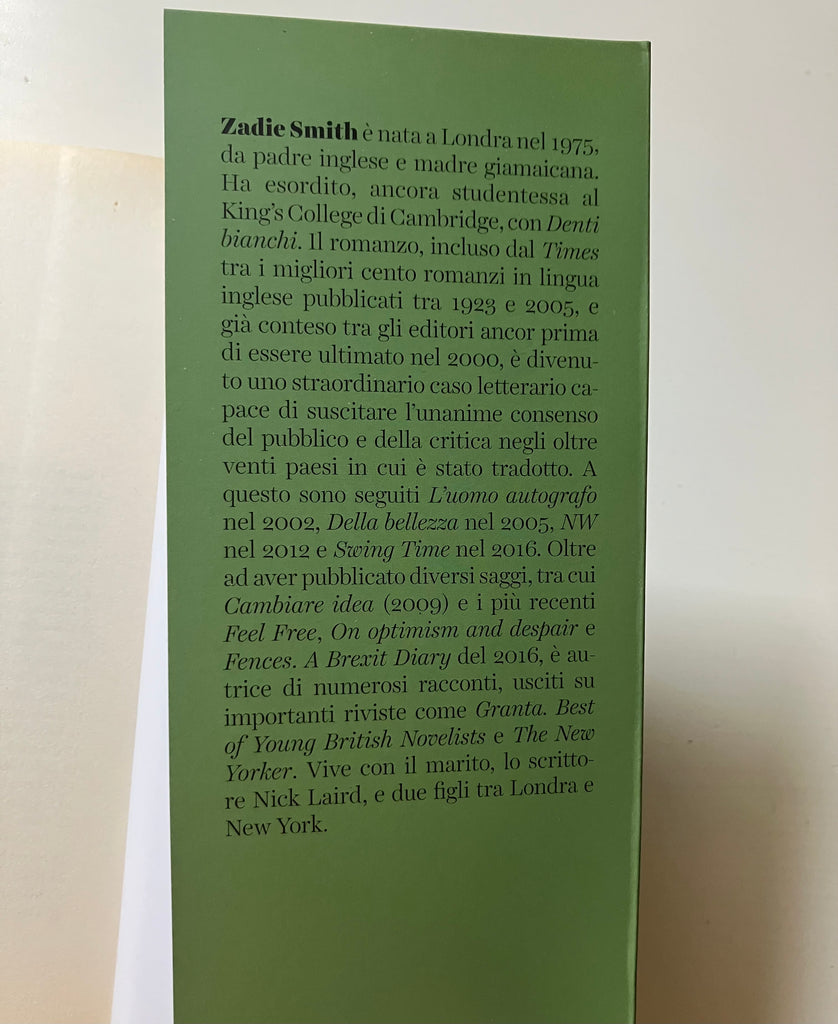 Zadie Smith è nata a Londra nel 1975,
da padre inglese e madre giamaicana.
Ha esordito, ancora studentessa al
King's College di Cambridge, con Denti
bianchi. Il romanzo, incluso dal Times
tra i migliori cento romanzi in lingua
inglese pubblicati tra 1923 e 2005, e
già conteso tra gli editori ancor prima
di essere ultimato nel 2000, è divenu-
to uno straordinario caso letterario ca-
pace di suscitare l'unanime consenso
del pubblico e della critica negli oltre
venti paesi in cui è stato tradotto. A
questo sono seguiti L'uomo autografo
nel 2002, Della bellezza nel 2005, NW
nel 2012 e Swing Time nel 2016. Oltre
ad aver pubblicato diversi saggi, tra cui
Cambiare idea (2009) e i più recenti
Feel Free, On optimism and despair e
Fences. A Brexit Diary del 2016, è au-
trice di numerosi racconti, usciti su
importanti riviste come Granta. Best
of Young British Novelists e The New
Yorker. Vive con il marito, lo scritto-
re Nick Laird, e due figli tra Londra e
New York.